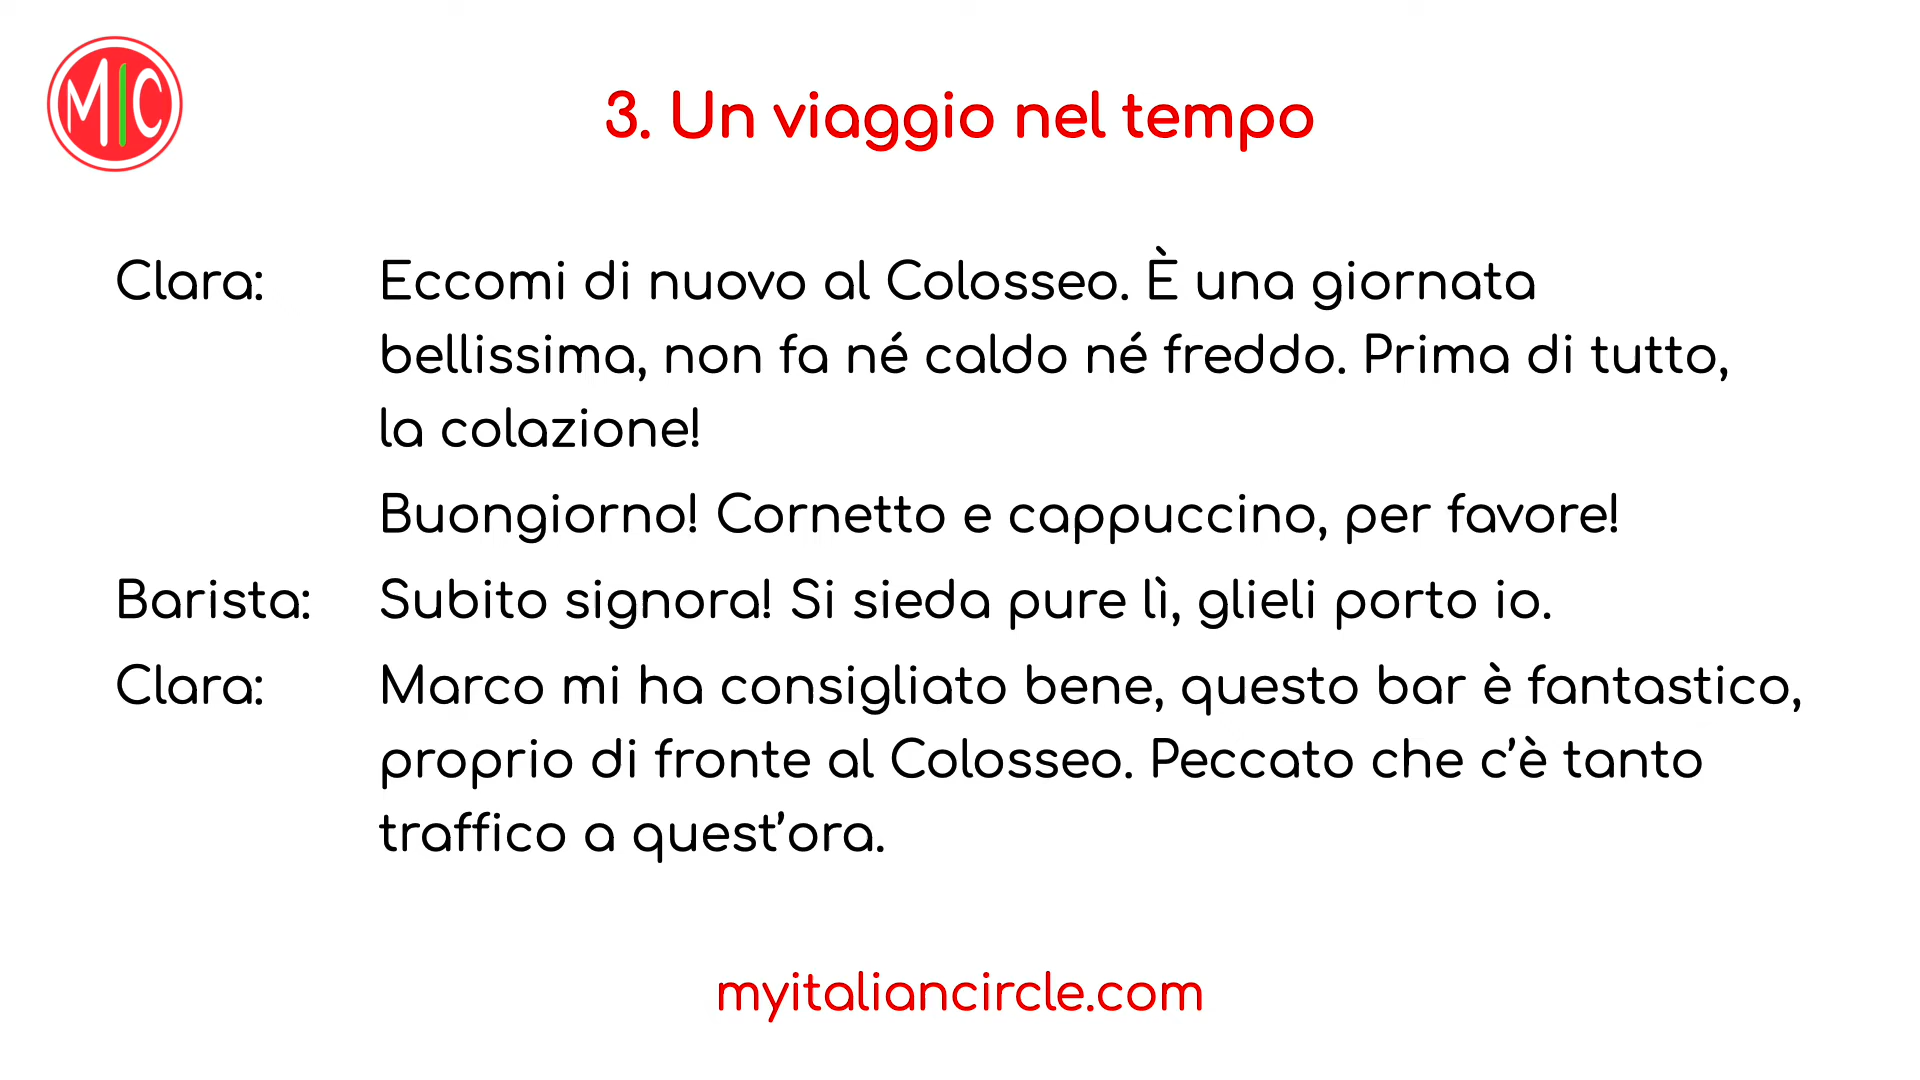 MIC
3. Un viaggio nel tempo
Clara: Eccomi di nuovo al Colosseo. È una giornata
bellissima, non fa né caldo né freddo. Prima di tutto,
la colazione!
Buongiorno! Cornetto e cappuccino, per favore!
Barista: Subito signora! Si sieda pure lì, glieli porto io.
Clara: Marco mi ha consigliato bene, questo bar è fantastico,
proprio di fronte al Colosseo. Peccato che c’è tanto
traffico a quest’ora.
myitaliancircle.com